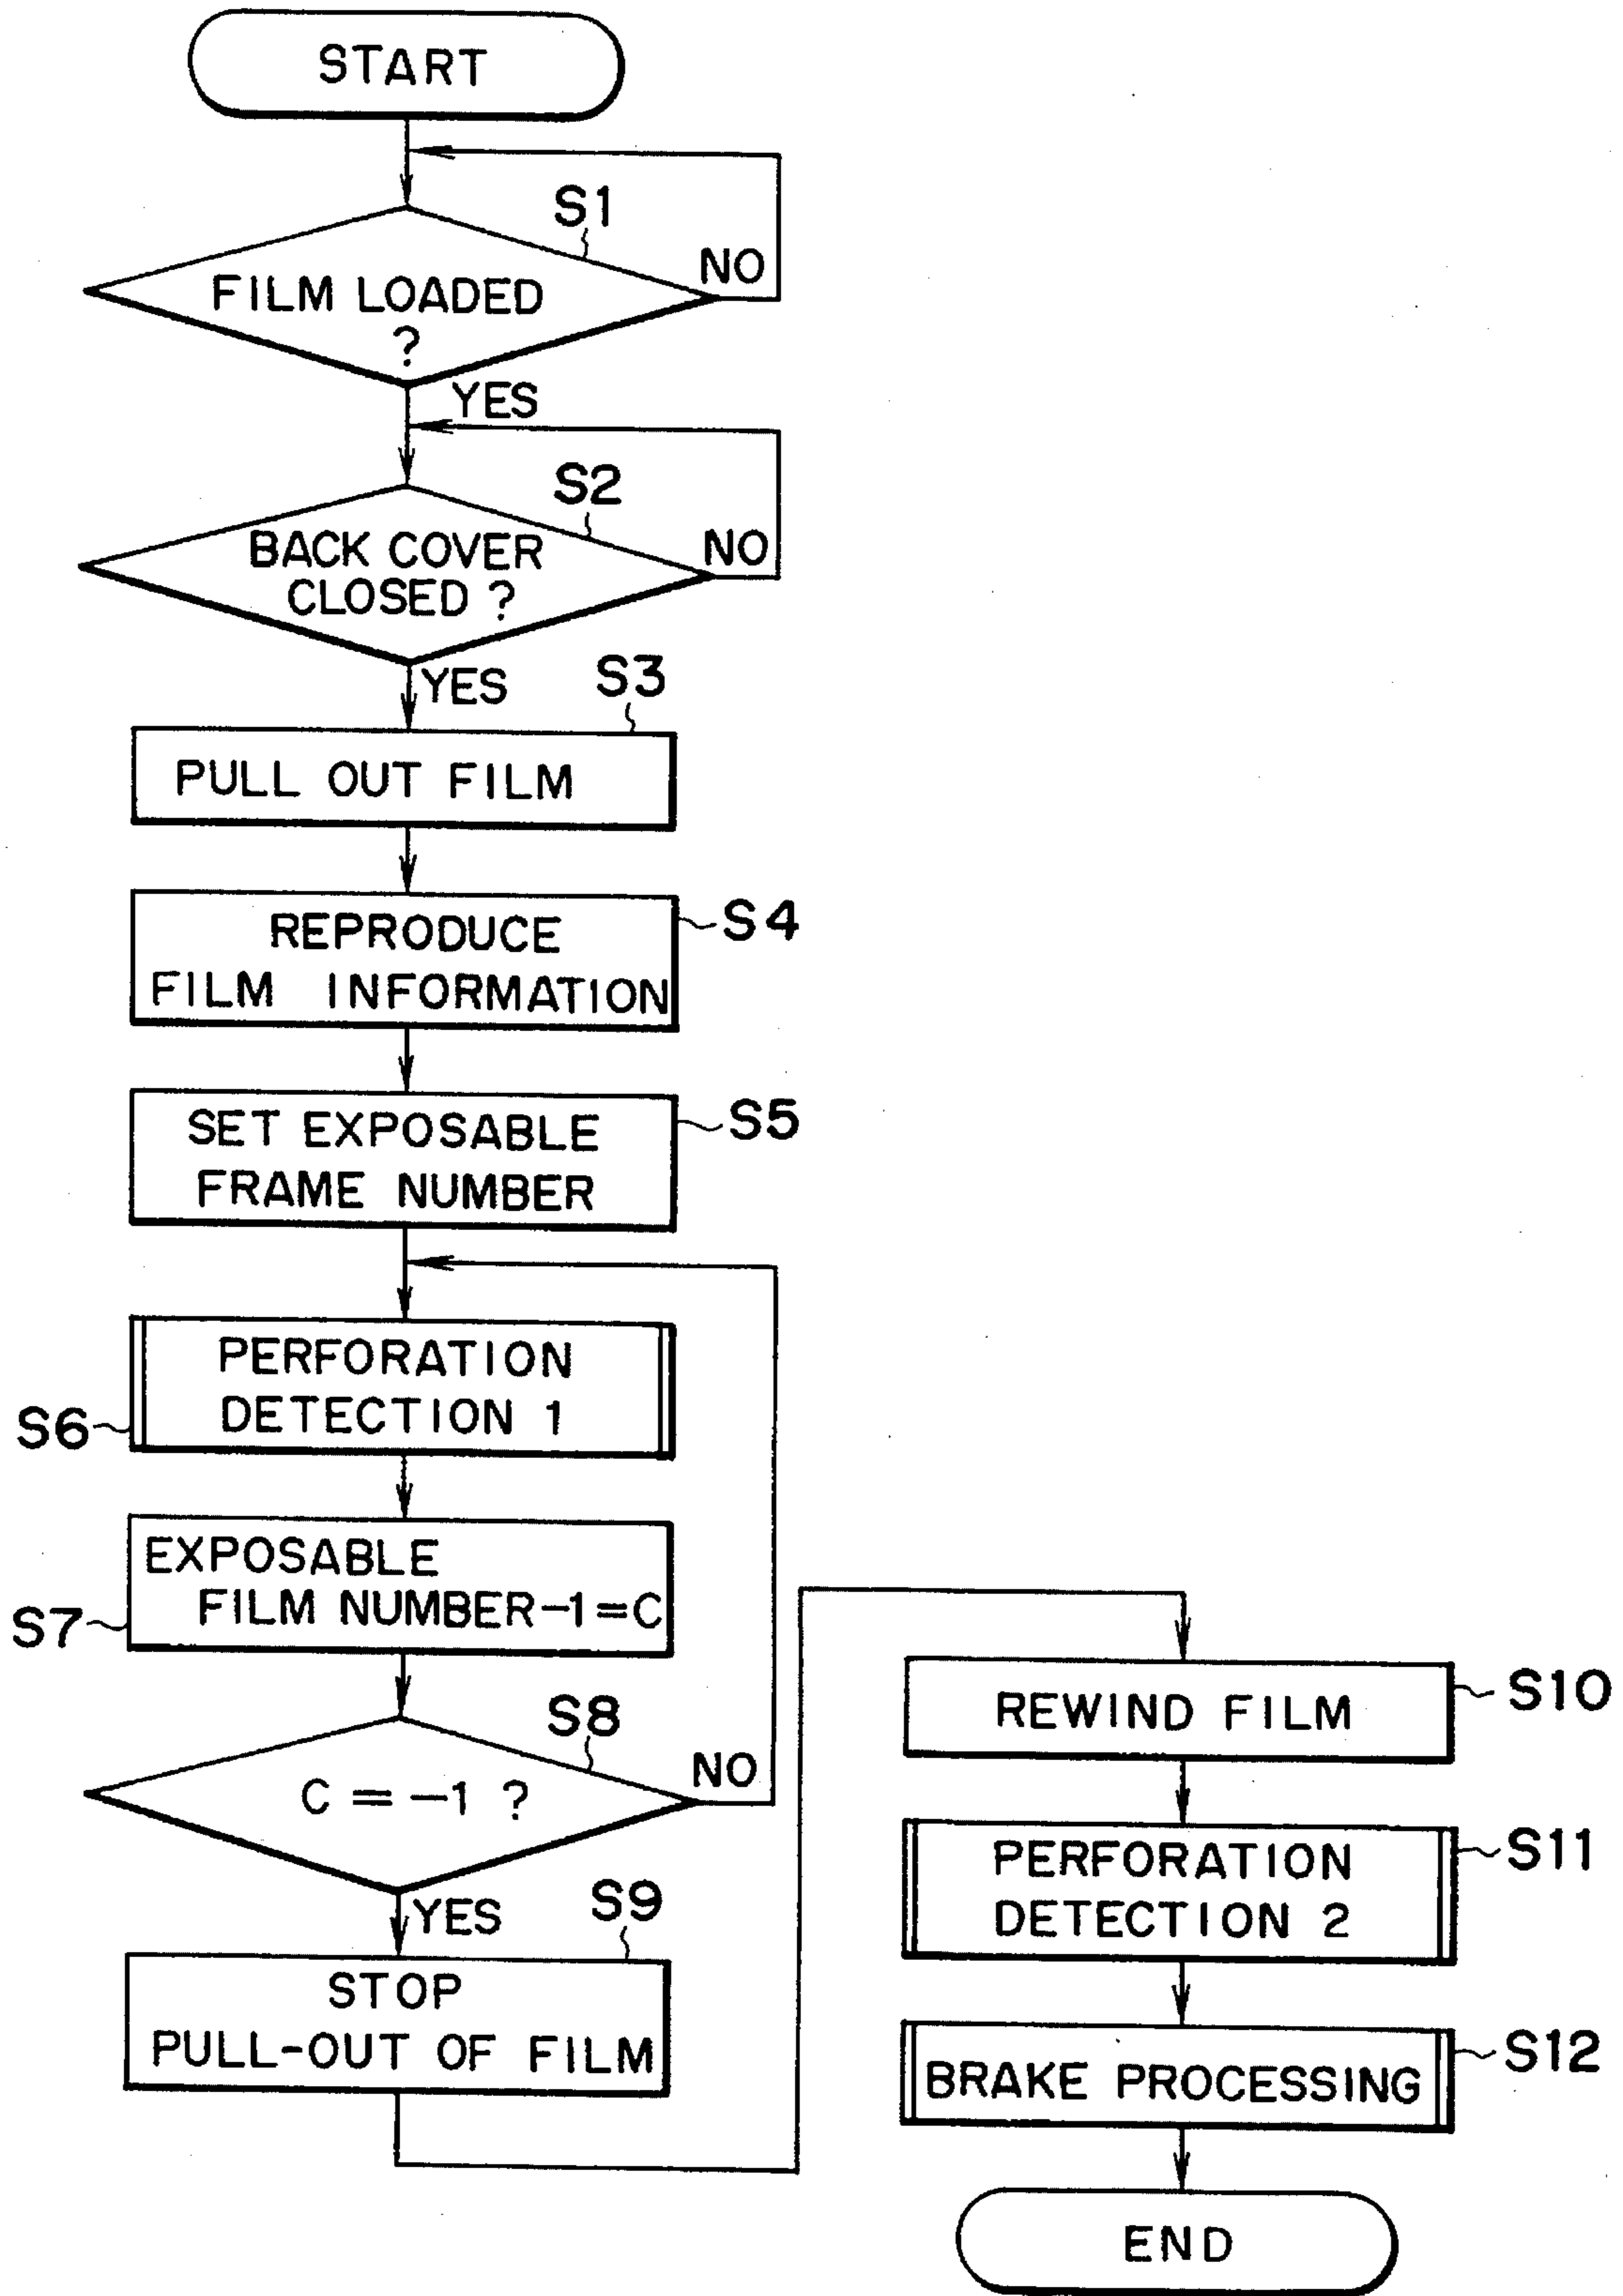 START
S1
FILM LOADED
?
NO
YES
S2
BACK COVER
CLOSED ?
NO
YES
S3
PULL OUT FILM
REPRODUCE
FILM INFORMATION
S4
SET EXPOSABLE
FRAME NUMBER
S5
PERFORATION
DETECTION 1
S6
EXPOSABLE
FILM NUMBER-1=C
S7
S8
C = -1 ?
NO
YES
S9
STOP
PULL-OUT OF FILM
REWIND FILM
S10
PERFORATION
DETECTION 2
S11
BRAKE PROCESSING
S12
END